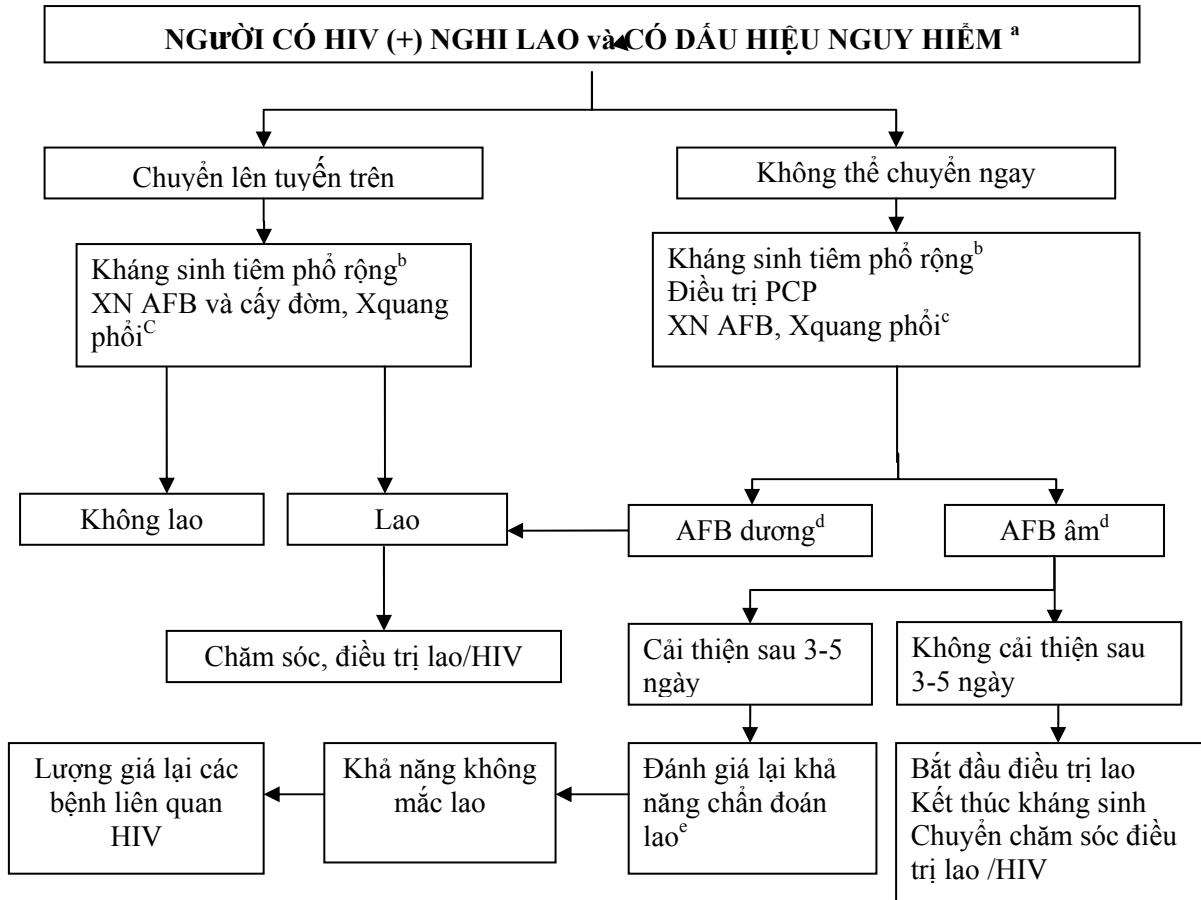 NGƯỜI CÓ HIV (+) NGHI LAO và CÓ DẤU HIỆU NGUY HIỂM ᵃ
Chuyển lên tuyến trên
Không thể chuyển ngay
Kháng sinh tiêm phổ rộngᵇ
XN AFB và cấy đờm, Xquang
phổiᶜ
Kháng sinh tiêm phổ rộngᵇ
Điều trị PCP
XN AFB, Xquang phổiᶜ
Không lao
Lao
AFB dươngᵈ
AFB âmᵈ
Chăm sóc, điều trị lao/HIV
Cải thiện sau 3-5
ngày
Không cải thiện sau
3-5 ngày
Lượng giá lại các
bệnh liên quan
HIV
Khả năng không
mắc lao
Đánh giá lại khả
năng chẩn đoán
laoᵉ
Bắt đầu điều trị lao
Kết thúc kháng sinh
Chuyển chăm sóc điều
trị lao /HIV